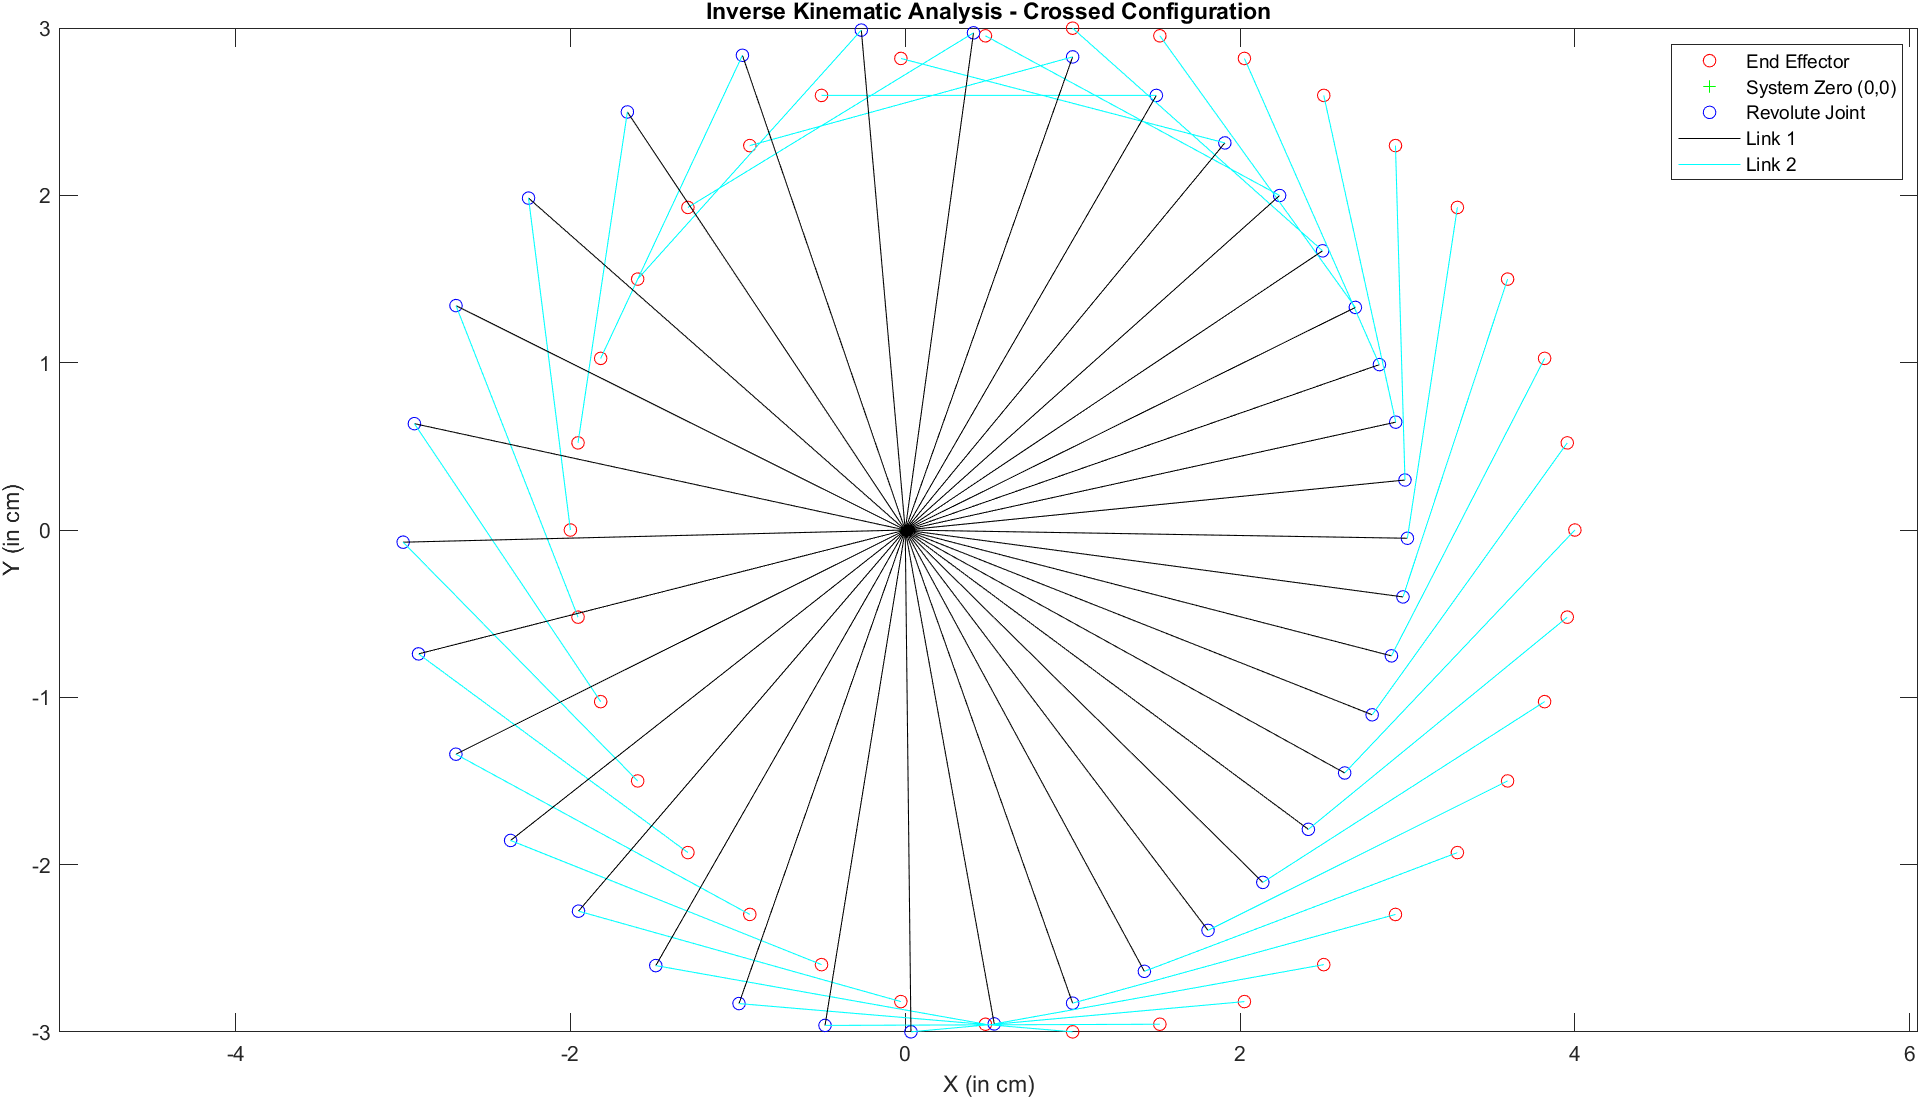 Inverse Kinematic Analysis - Crossed Configuration
End Effector
System Zero (0,0)
Revolute Joint
Link 1
Link 2
3
2
1
0
-1
-2
-3
Y (in cm)
-4
-2
0
2
4
6
X (in cm)